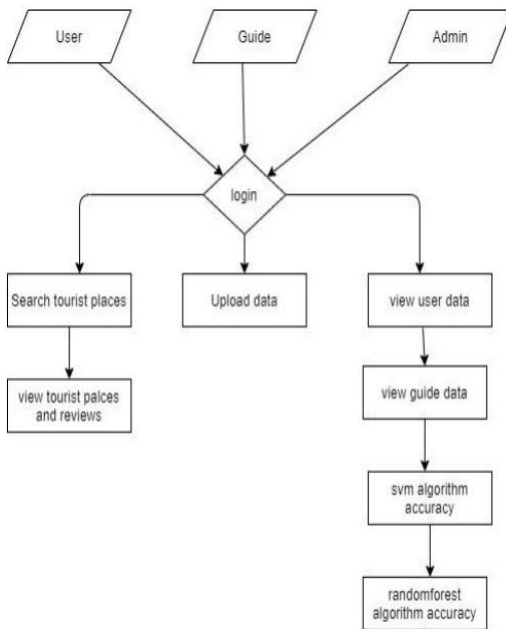 User
Guide
Admin
login
Search tourist places
Upload data
view user data
view tourist palces
and reviews
view guide data
svm algorithm
accuracy
randomforest
algorithm accuracy